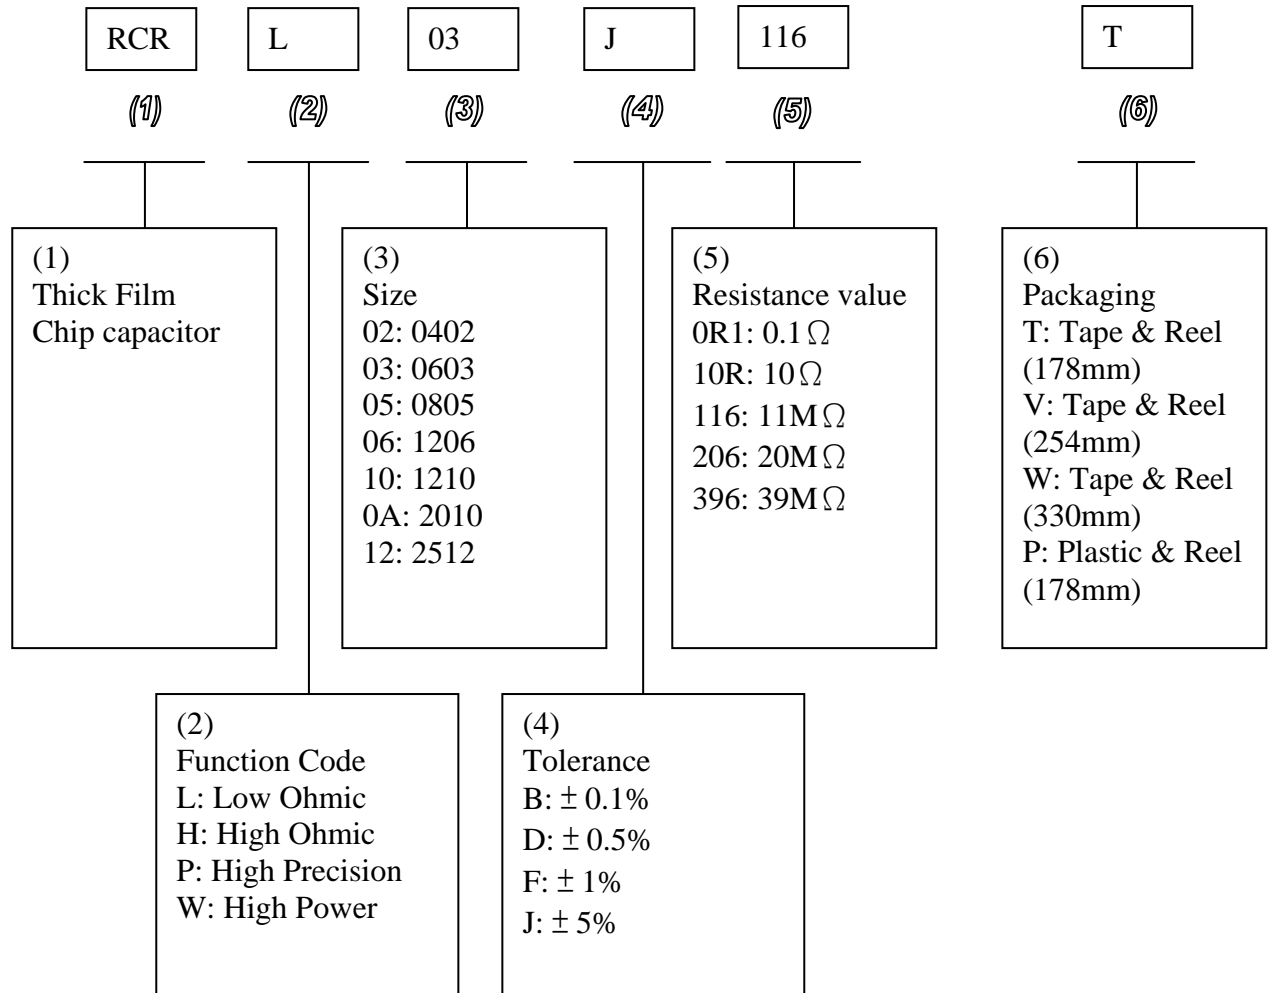 RCR L 03 J 116 T
(1) (2) (3) (4) (5) (6)
(1)
Thick Film
Chip capacitor
(3)
Size
02: 0402
03: 0603
05: 0805
06: 1206
10: 1210
0A: 2010
12: 2512
(5)
Resistance value
0R1: 0.1Ω
10R: 10Ω
116: 11MΩ
206: 20MΩ
396: 39MΩ
(6)
Packaging
T: Tape & Reel
(178mm)
V: Tape & Reel
(254mm)
W: Tape & Reel
(330mm)
P: Plastic & Reel
(178mm)
(2)
Function Code
L: Low Ohmic
H: High Ohmic
P: High Precision
W: High Power
(4)
Tolerance
B: ± 0.1%
D: ± 0.5%
F: ± 1%
J: ± 5%